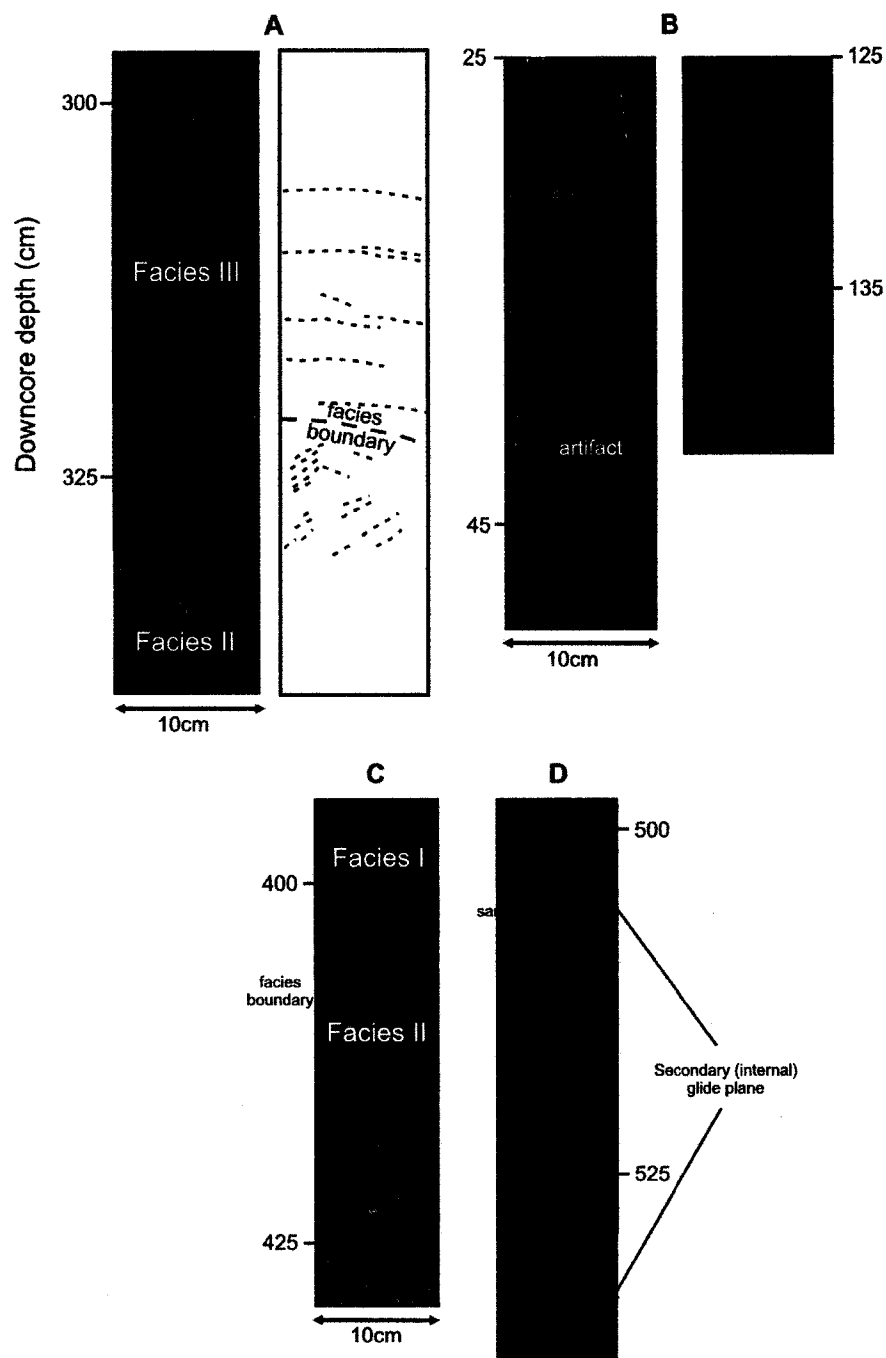 A
B
300
Downcore depth (cm)
Facies III
325
Facies II
10cm
facies
boundary
25
125
135
artifact
45
10cm
C
D
Facies I
400
facies
boundary
Facies II
425
10cm
500
Secondary (internal)
glide plane
525